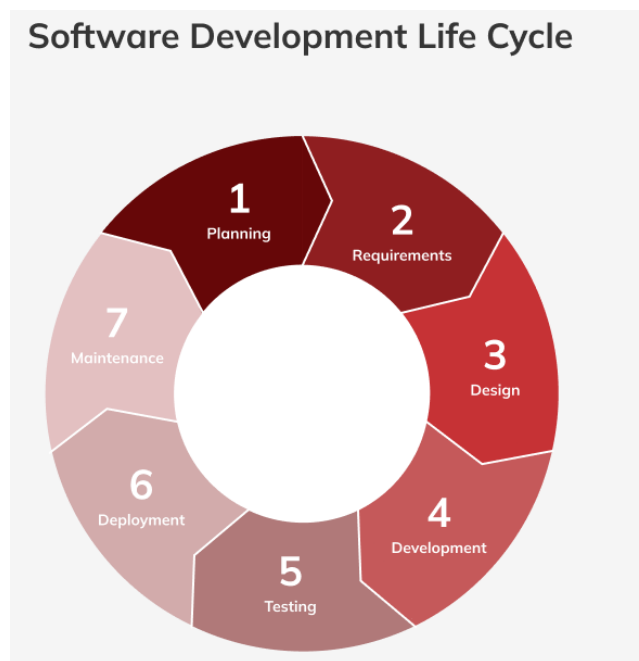 Software Development Life Cycle
1
Planning
2
Requirements
3
Design
4
Development
5
Testing
6
Deployment
7
Maintenance